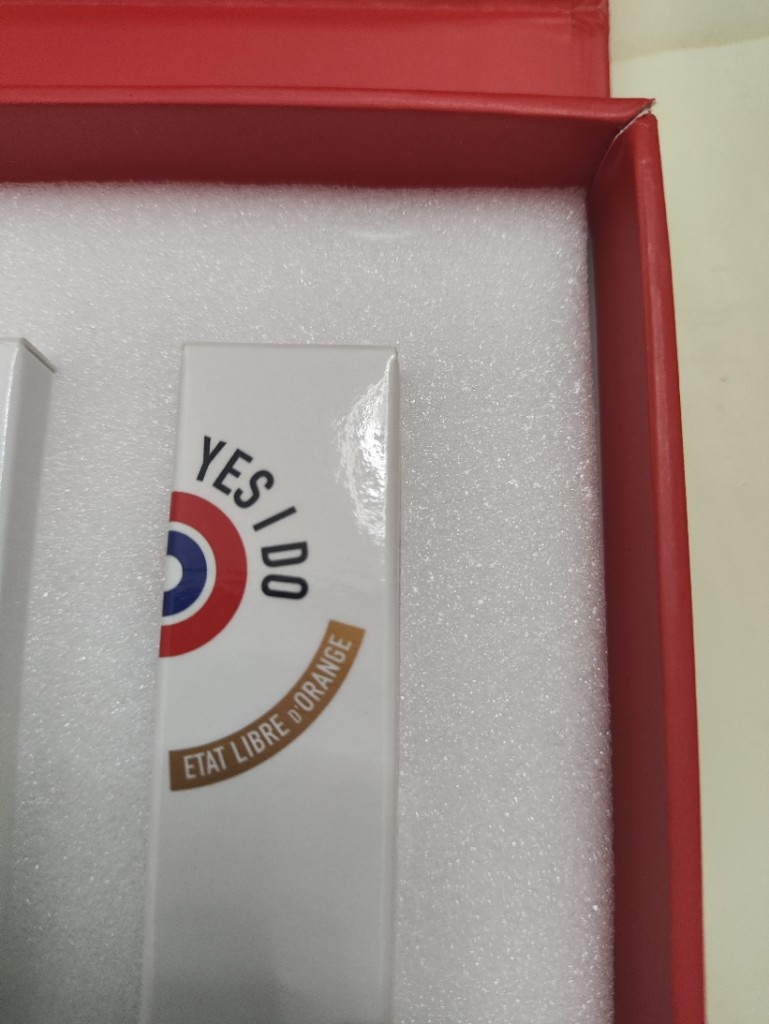 YES I DO
ETAT LIBRE D'ORANGE